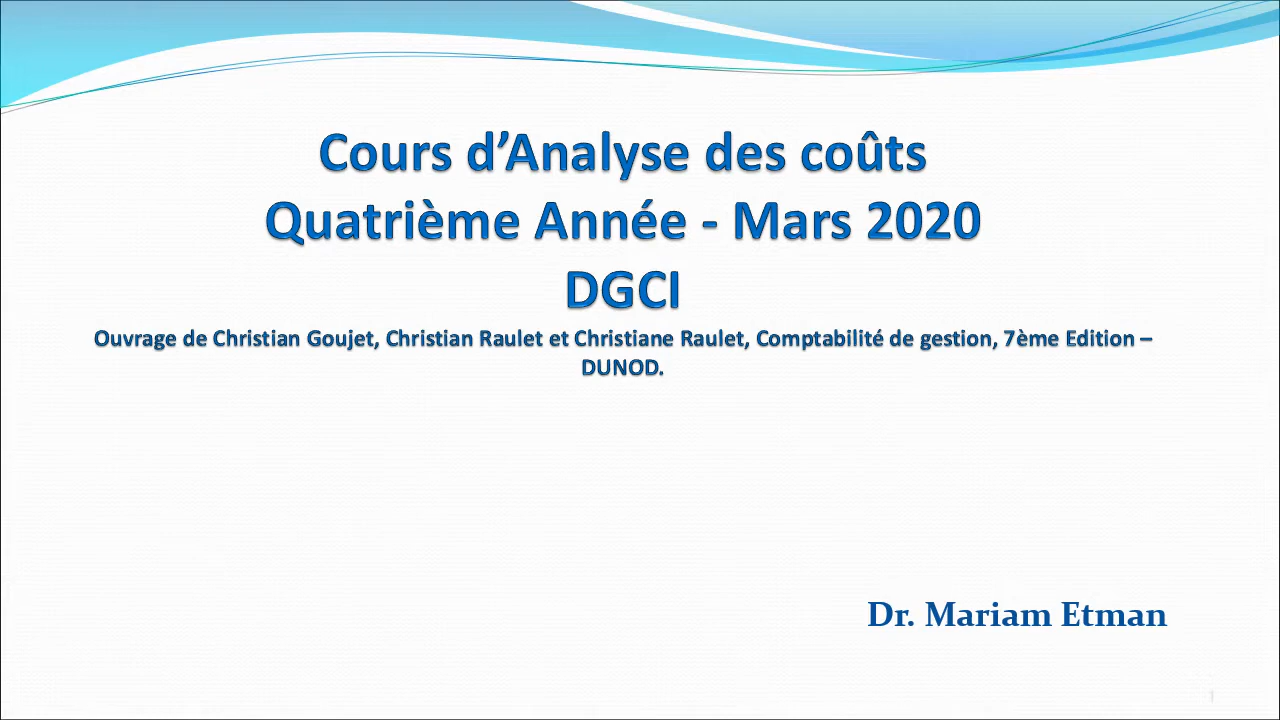 Cours d’Analyse des coûts
Quatrième Année - Mars 2020
DGCI
Ouvrage de Christian Goujet, Christian Raulet et Christiane Raulet, Comptabilité de gestion, 7ème Edition –
DUNOD.
Dr. Mariam Etman
1